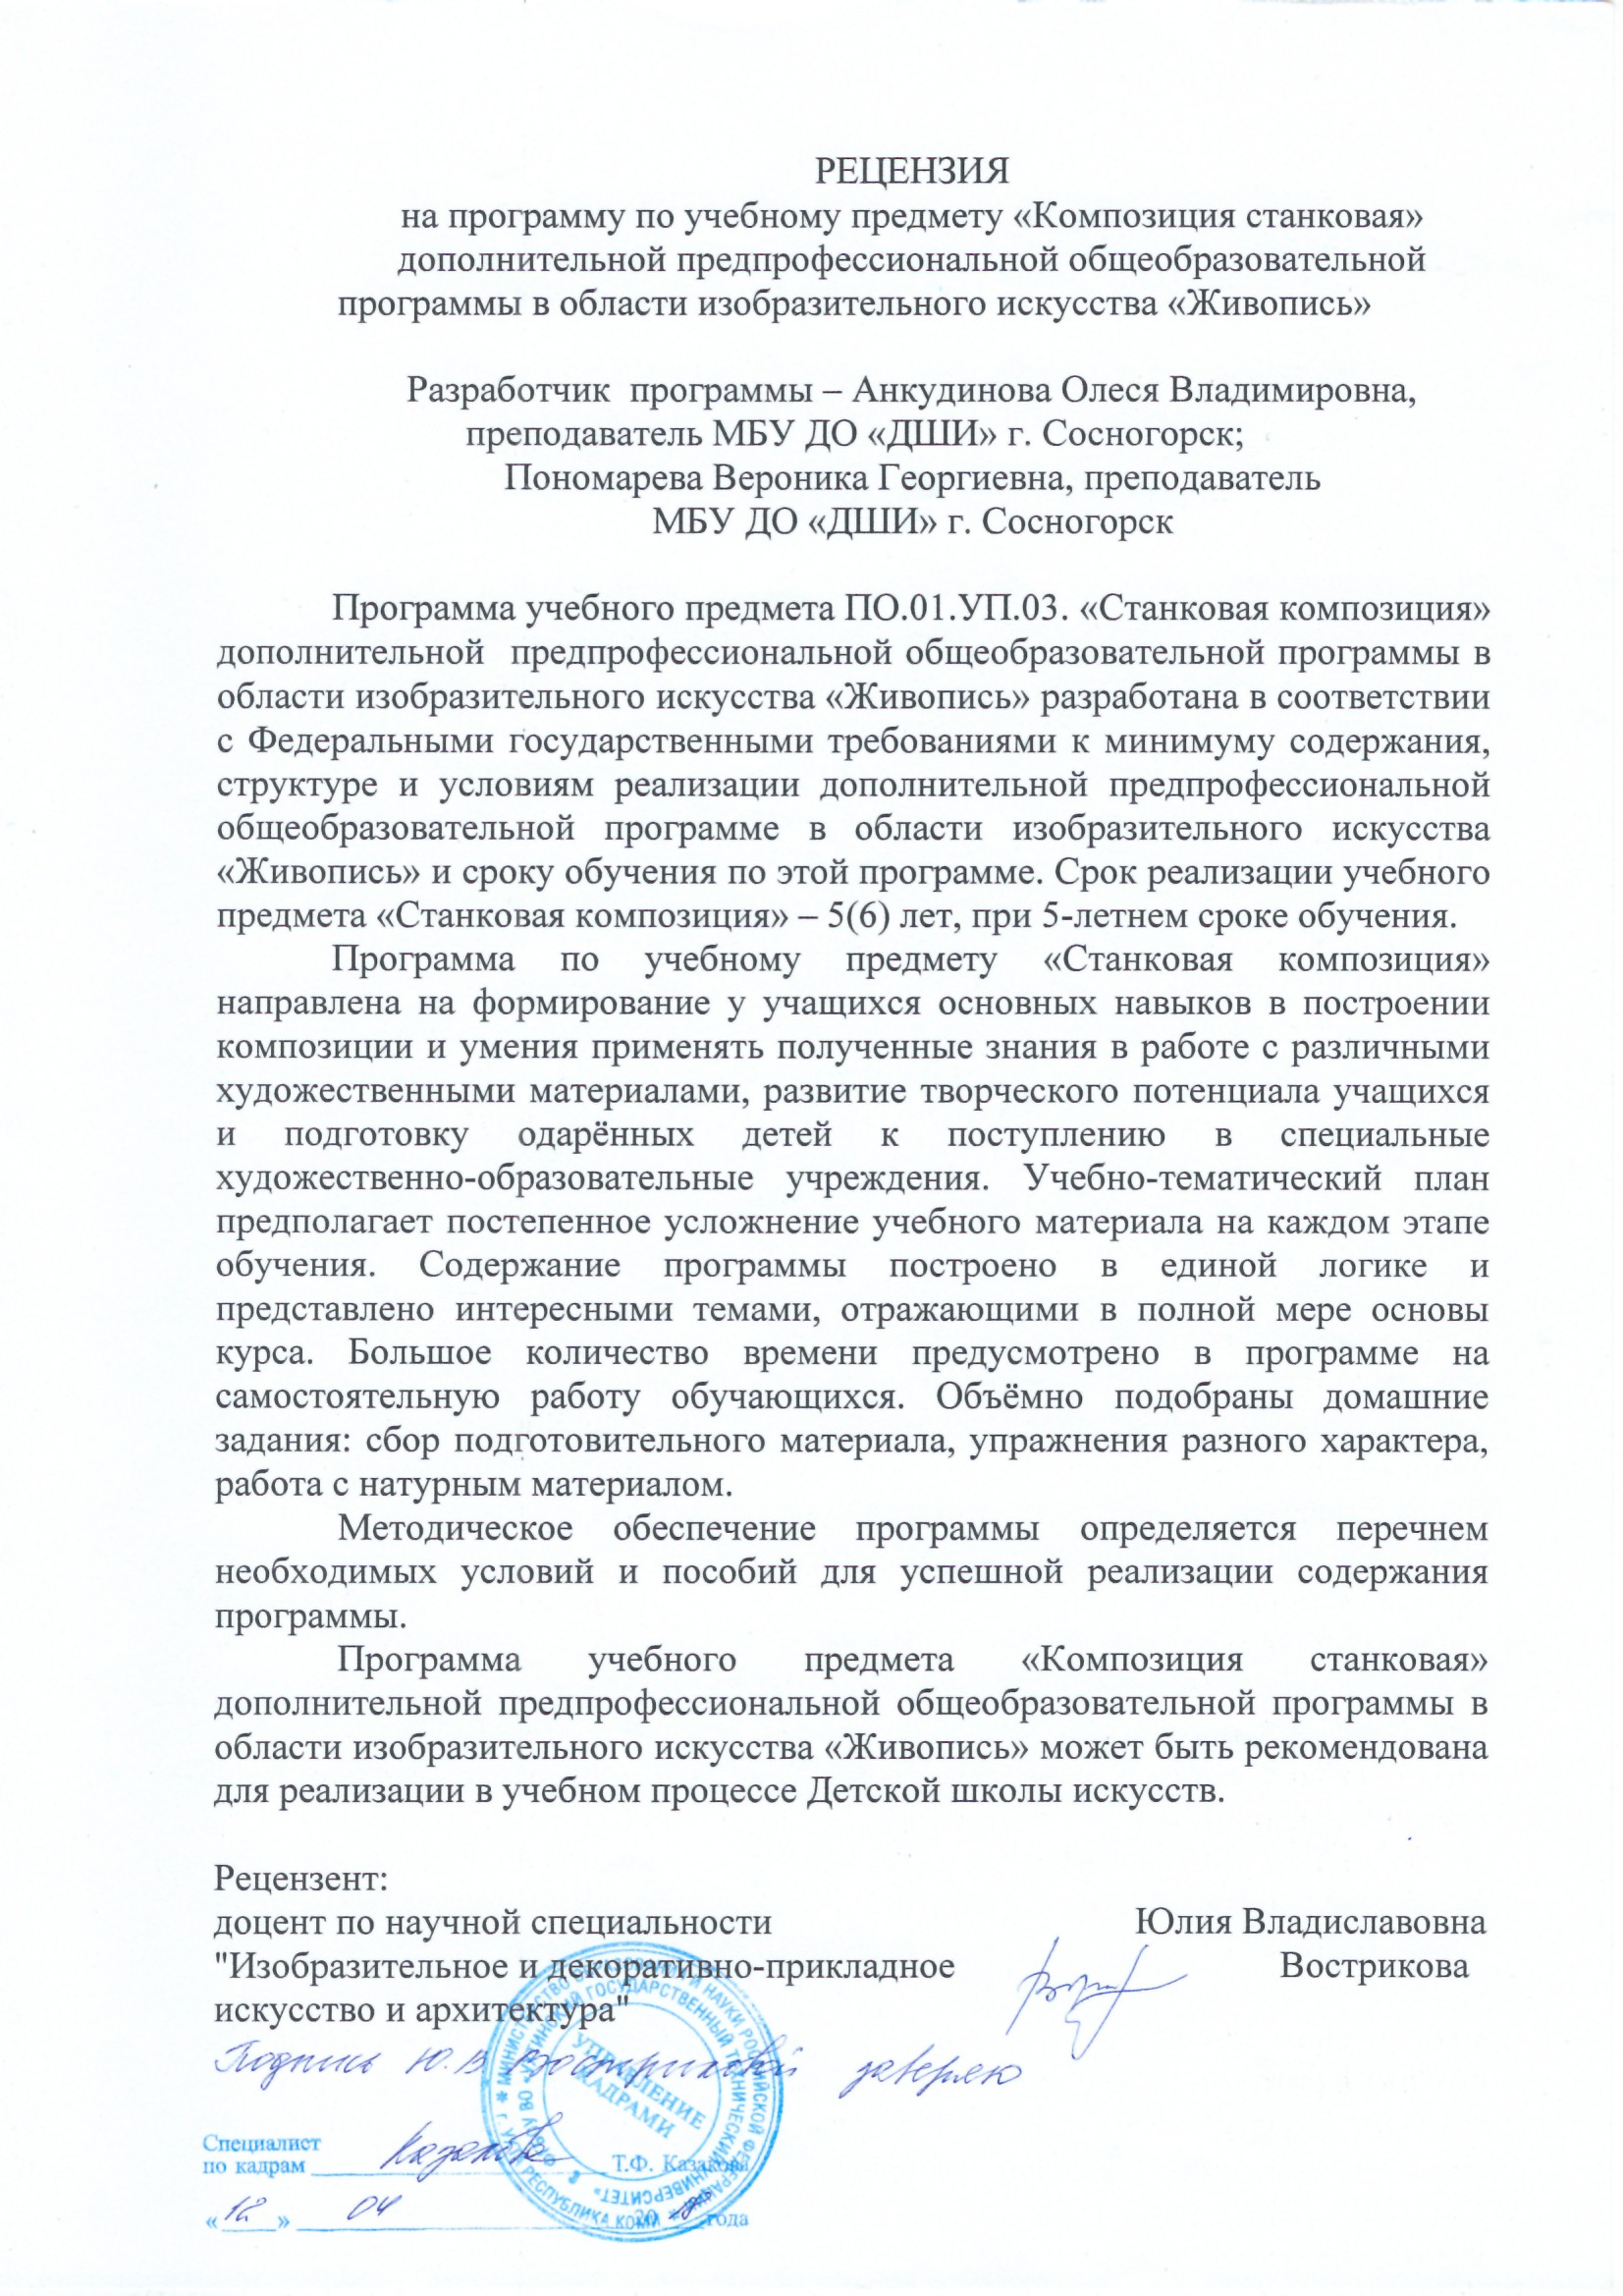 РЕЦЕНЗИЯ
на программу по учебному предмету «Композиция станковая»
дополнительной предпрофессиональной общеобразовательной
программы в области изобразительного искусства «Живопись»
Разработчик программы – Анкудинова Олеся Владимировна,
преподаватель МБУ ДО «ДШИ» г. Сосногорск;
Пономарева Вероника Георгиевна, преподаватель
МБУ ДО «ДШИ» г. Сосногорск
Программа учебного предмета ПО.01.УП.03. «Станковая композиция»
дополнительной предпрофессиональной общеобразовательной программы в
области изобразительного искусства «Живопись» разработана в соответствии
с Федеральными государственными требованиями к минимуму содержания,
структуре и условиям реализации дополнительной предпрофессиональной
общеобразовательной программе в области изобразительного искусства
«Живопись» и сроку обучения по этой программе. Срок реализации учебного
предмета «Станковая композиция» – 5(6) лет, при 5-летнем сроке обучения.
Программа по учебному предмету «Станковая композиция»
направлена на формирование у учащихся основных навыков в построении
композиции и умения применять полученные знания в работе с различными
художественными материалами, развитие творческого потенциала учащихся
и подготовку одарённых детей к поступлению в специальные
художественно-образовательные учреждения. Учебно-тематический план
предполагает постепенное усложнение учебного материала на каждом этапе
обучения. Содержание программы построено в единой логике и
представлено интересными темами, отражающими в полной мере основы
курса. Большое количество времени предусмотрено в программе на
самостоятельную работу обучающихся. Объёмно подобраны домашние
задания: сбор подготовительного материала, упражнения разного характера,
работа с натурным материалом.
Методическое обеспечение программы определяется перечнем
необходимых условий и пособий для успешной реализации содержания
программы.
Программа учебного предмета «Композиция станковая»
дополнительной предпрофессиональной общеобразовательной программы в
области изобразительного искусства «Живопись» может быть рекомендована
для реализации в учебном процессе Детской школы искусств.
Рецензент:
доцент по научной специальности Юлия Владиславовна
"Изобразительное и декоративно-прикладное Вострикова
искусство и архитектура"
Подпись Ю.В Востриковой заверяю
УПРАВЛЕНИЕ
КАДРАМИ
Специалист
по кадрам Т.Ф. Казакова
«12» 04 20 года